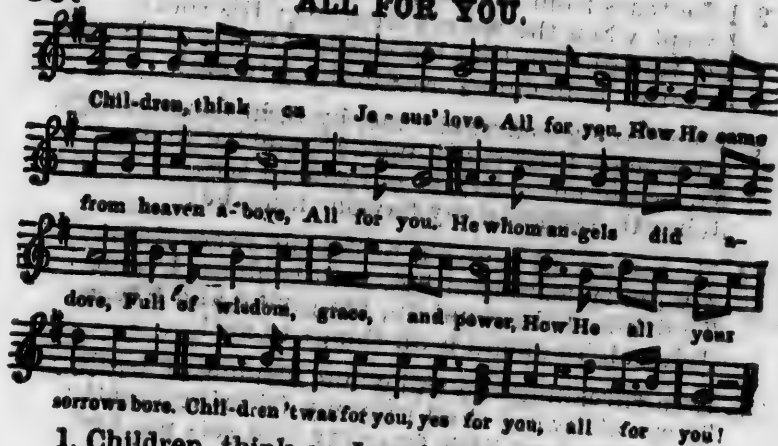 ALL FOR YOU.
Chil-dren, think on Je-sus' love, All for you. How He came
from heaven a-bove, All for you. He whom an-gels did a-
dore, Full of wisdom, grace, and power, How He all your
sorrows bore. Chil-dren 'twas for you, yes for you, all for you!
1. Children, think